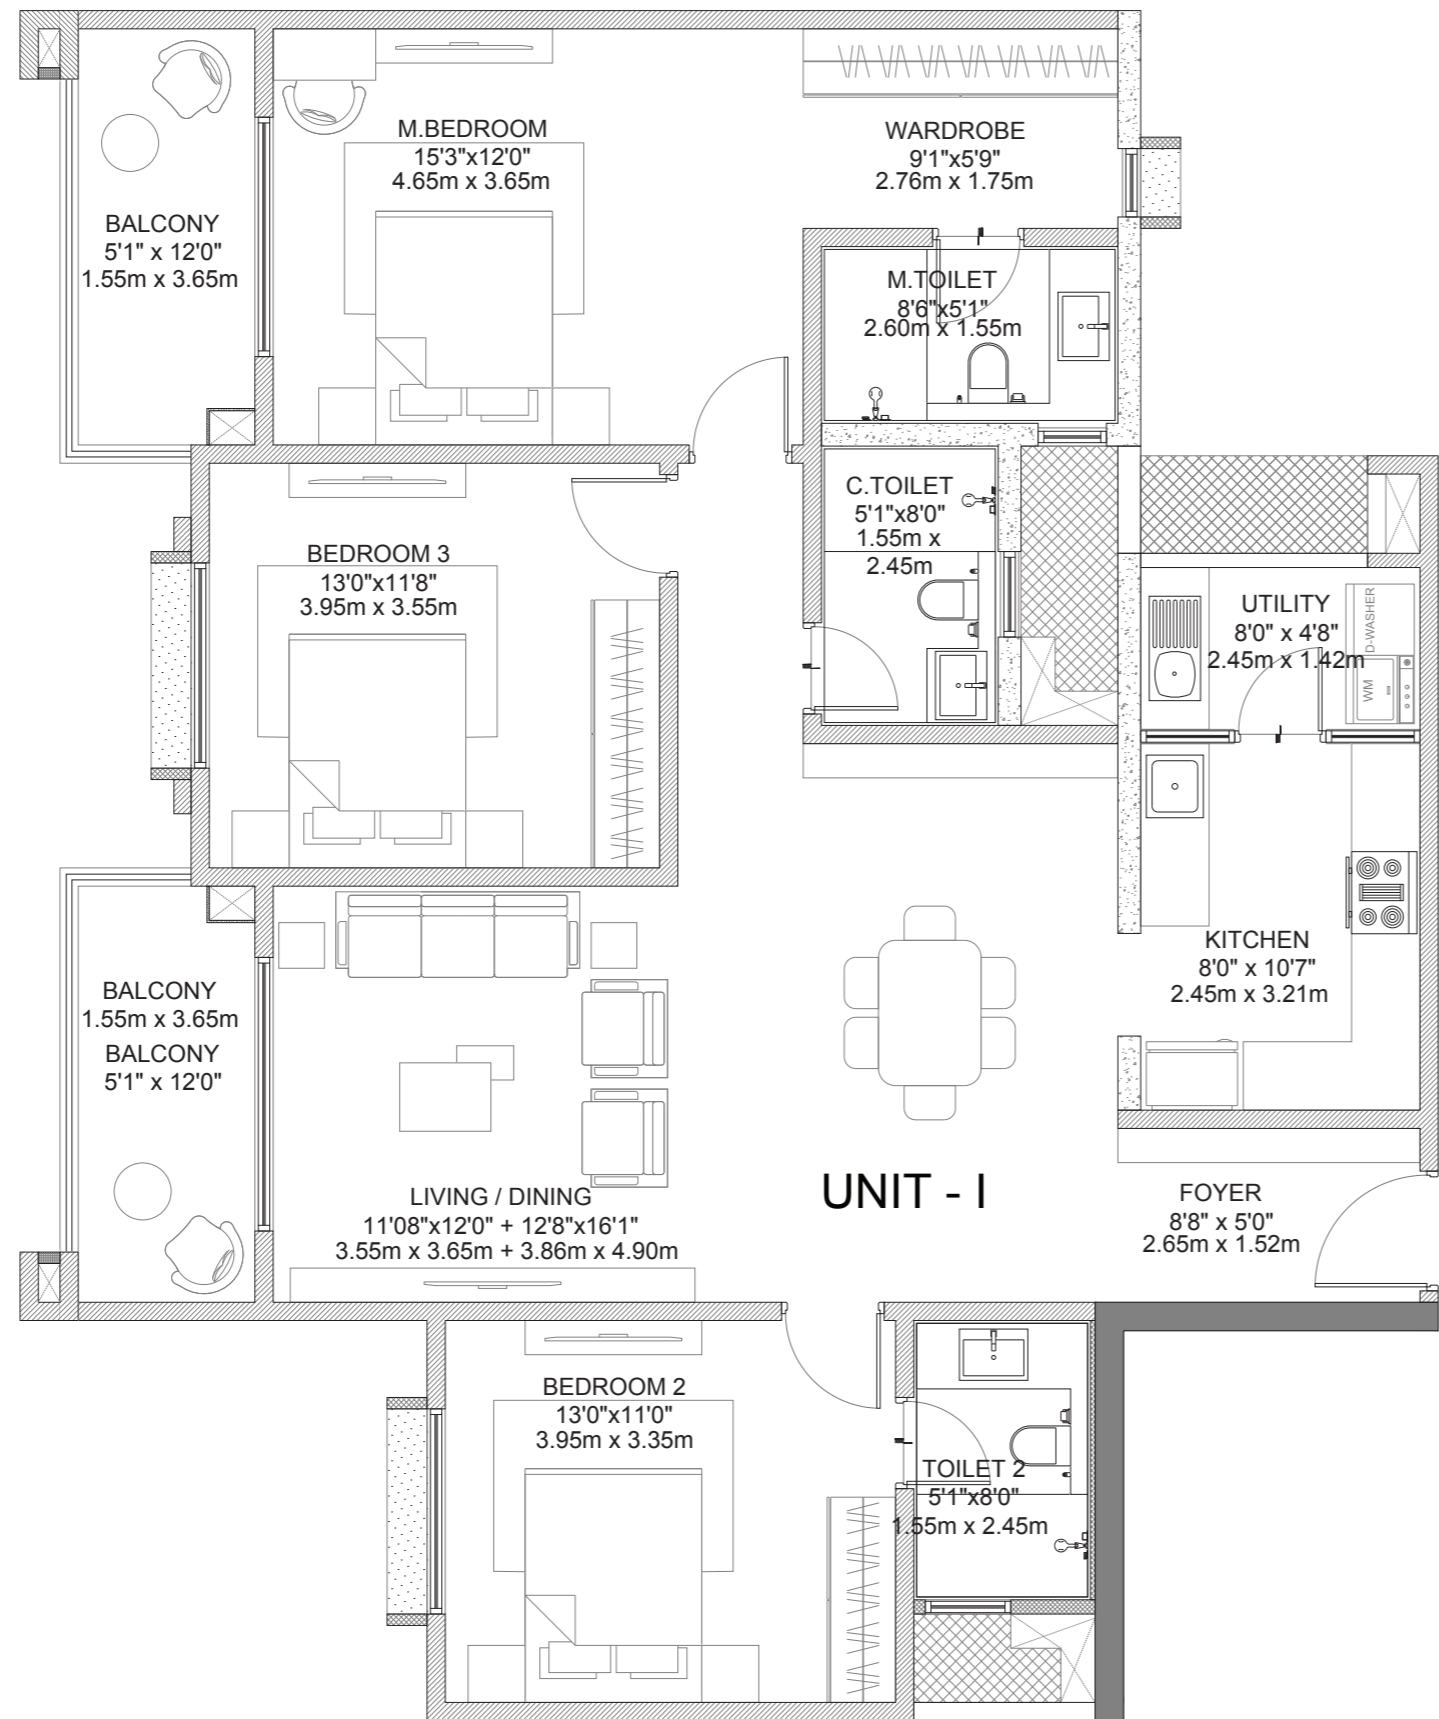 M.BEDROOM
15'3"x12'0"
4.65m x 3.65m
WARDROBE
9'1"x5'9"
2.76m x 1.75m
BALCONY
5'1" x 12'0"
1.55m x 3.65m
M.TOILET
8'6"x5'1"
2.60m x 1.55m
C.TOILET
5'1"x8'0"
1.55m x
2.45m
BEDROOM 3
13'0"x11'8"
3.95m x 3.55m
UTILITY
8'0" x 4'8"
2.45m x 1.42m
D-WASHER
WM
KITCHEN
8'0" x 10'7"
2.45m x 3.21m
BALCONY
1.55m x 3.65m
BALCONY
5'1" x 12'0"
LIVING / DINING
11'08"x12'0" + 12'8"x16'1"
3.55m x 3.65m + 3.86m x 4.90m
UNIT - I
FOYER
8'8" x 5'0"
2.65m x 1.52m
BEDROOM 2
13'0"x11'0"
3.95m x 3.35m
TOILET 2
5'1"x8'0"
1.55m x 2.45m